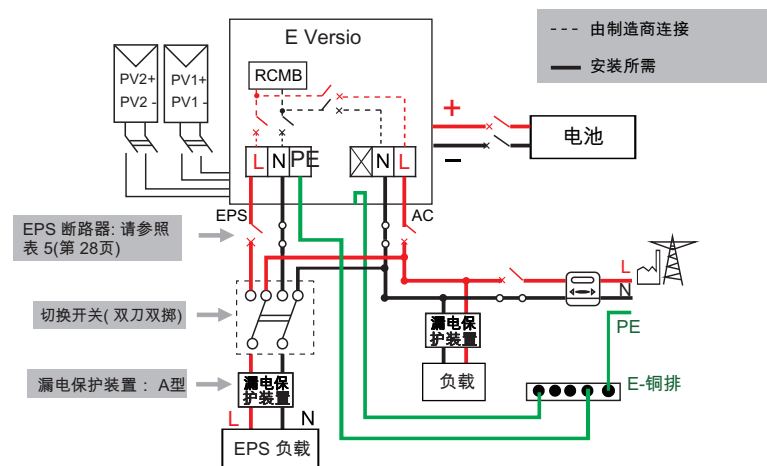 E Versio
RCMB
PV2+
PV2 -
PV1+
PV1 -
L
N
PE
N
L
+
−
电池
--- 由制造商连接
安装所需
EPS
AC
EPS 断路器: 请参照
表 5(第 28页)
切换开关( 双刀双掷)
漏电保护装置： A型
漏电保
护装置
L
N
EPS 负载
漏电保
护装置
负载
L
N
PE
E-铜排